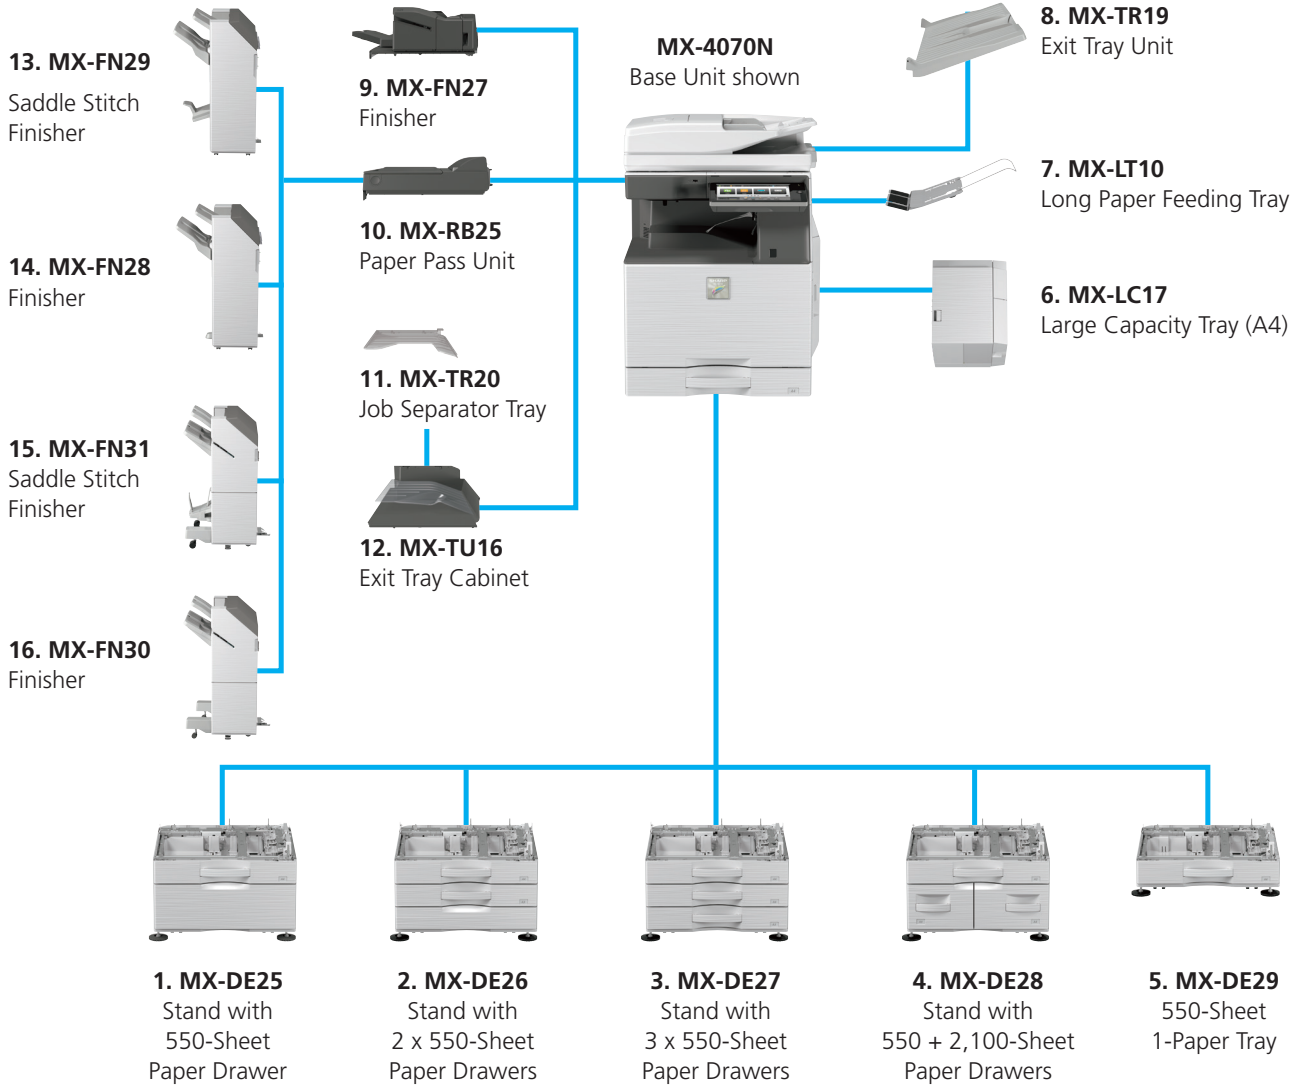 13. MX-FN29
Saddle Stitch
Finisher
9. MX-FN27
Finisher
MX-4070N
Base Unit shown
8. MX-TR19
Exit Tray Unit
7. MX-LT10
Long Paper Feeding Tray
10. MX-RB25
Paper Pass Unit
14. MX-FN28
Finisher
6. MX-LC17
Large Capacity Tray (A4)
11. MX-TR20
Job Separator Tray
15. MX-FN31
Saddle Stitch
Finisher
12. MX-TU16
Exit Tray Cabinet
16. MX-FN30
Finisher
1. MX-DE25
Stand with
550-Sheet
Paper Drawer
2. MX-DE26
Stand with
2 x 550-Sheet
Paper Drawers
3. MX-DE27
Stand with
3 x 550-Sheet
Paper Drawers
4. MX-DE28
Stand with
550 + 2,100-Sheet
Paper Drawers
5. MX-DE29
550-Sheet
1-Paper Tray